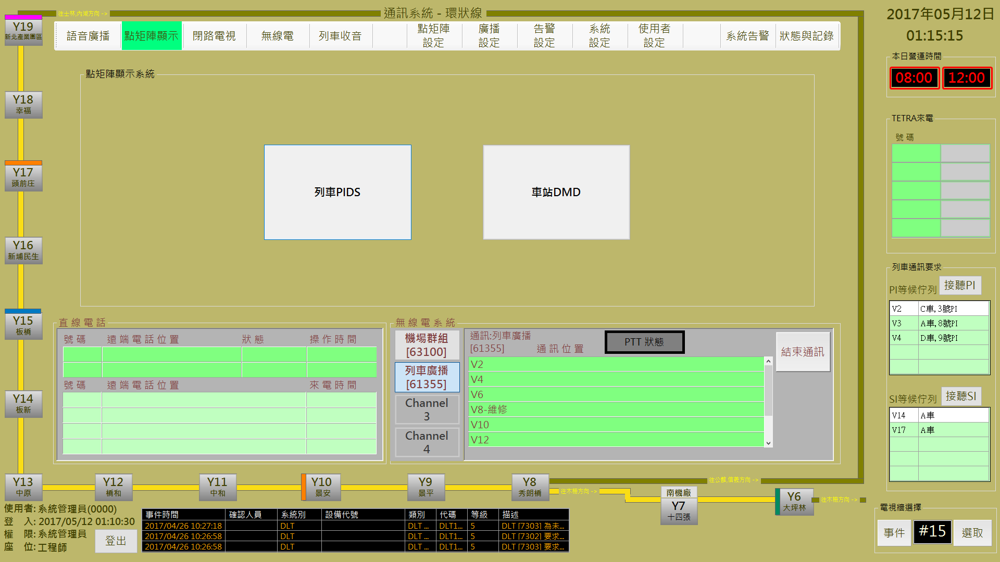 往士林,內湖方向 ->
通訊系統 - 環狀線
2017年05月12日
01:15:15
Y19
新北產業園區
語音廣播
點矩陣顯示
閉路電視
無線電
列車收音
點矩陣
設定
廣播
設定
告警
設定
系統
設定
使用者
設定
系統告警
狀態與記錄
本日營運時間
08:00
12:00
點矩陣顯示系統
列車PIDS
車站DMD
Y18
幸福
Y17
頭前庄
Y16
新埔民生
Y15
板橋
Y14
板新
TETRA來電
號 碼
列車通訊要求
PI等候佇列
接聽PI
V2 C車, 3號PI
V3 A車, 8號PI
V4 D車, 9號PI
SI等候佇列
接聽SI
V14 A車
V17 A車
直 線 電 話
號 碼 遠 端 電 話 位 置 狀 態 操 作 時 間
號 碼 遠 端 電 話 位 置 來 電 時 間
無 線 電 系 統
機場群組
[63100]
列車廣播
[61355]
Channel
3
Channel
4
通訊:列車廣播
[61355]
通 訊 位 置
PTT 狀態
結束通訊
V2
V4
V6
V8-維修
V10
V12
往公館,信義方向 ->
Y13
中原
Y12
橋和
Y11
中和
Y10
景安
Y9
景平
Y8
秀朗橋
往木柵方向 ->
南機廠
Y7
十四張
Y6
大坪林
往木柵方向 ->
使用者: 系統管理員(0000)
登 入: 2017/05/12 01:10:30
權 限: 系統管理員
座 位: 工程師
登出
事件時間 確認人員 系統別 設備代號 類別 代碼 等級 描述
2017/04/26 10:27:18 DLT DLT ... DLT1... 5 DLT [7303] 為未...
2017/04/26 10:26:58 DLT DLT ... DLT1... 5 DLT [7302] 要求...
2017/04/26 10:26:58 DLT DLT ... DLT1... 5 DLT [7303] 要求...
電視牆選擇
事件
#15
選取